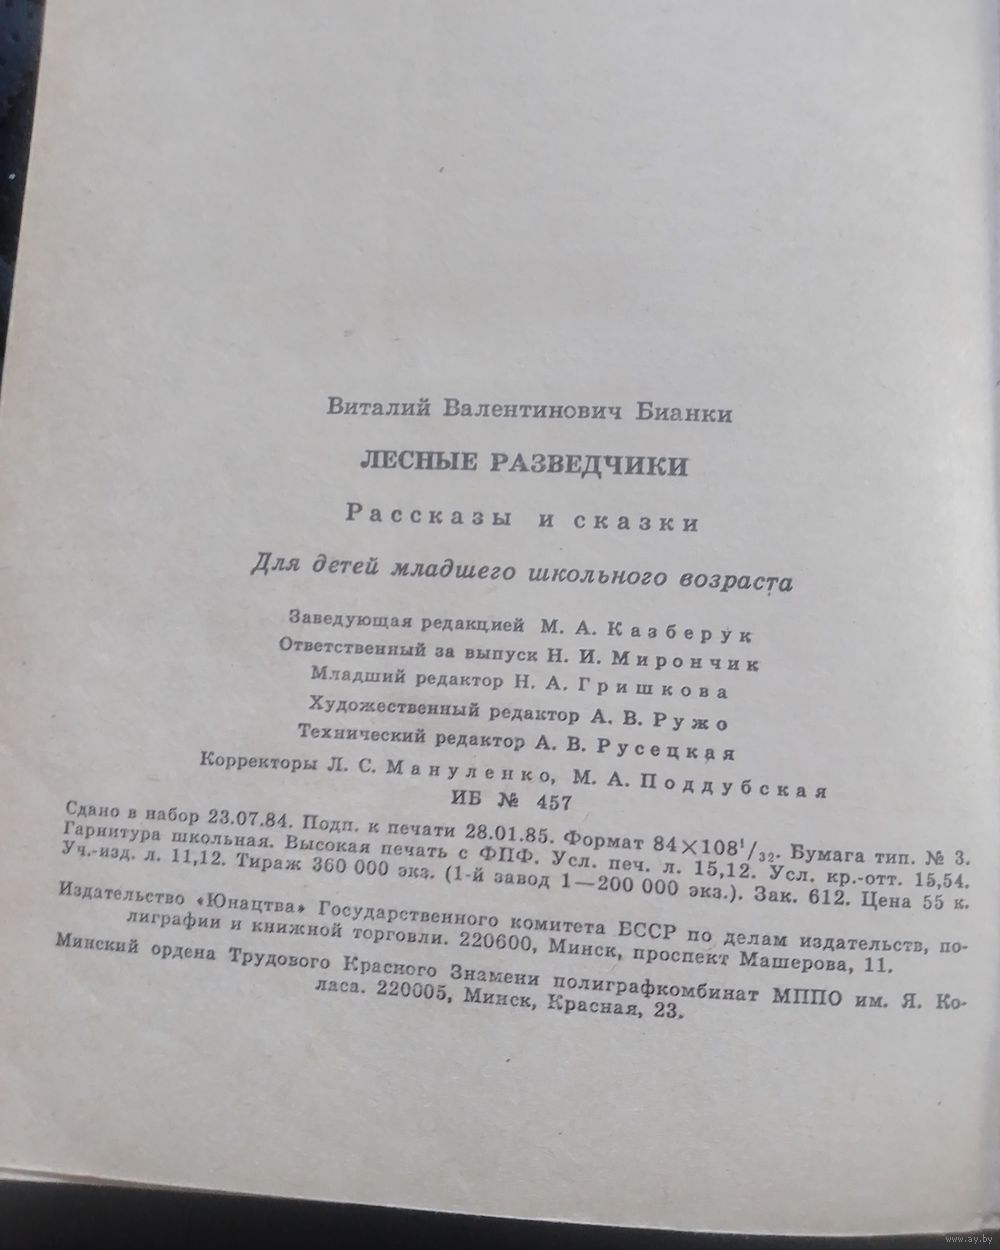 Виталий Валентинович Бианки
ЛЕСНЫЕ РАЗВЕДЧИКИ
Рассказы и сказки
Для детей младшего школьного возраста
Заведующая редакцией М. А. Казберук
Ответственный за выпуск Н. И. Мирончик
Младший редактор Н. А. Гришкова
Художественный редактор А. В. Ружо
Технический редактор А. В. Русецкая
Корректоры Л. С. Мануленко, М. А. Поддубская
ИБ № 457
Сдано в набор 23.07.84. Подп. к печати 28.01.85. Формат 84×108¹/₃₂. Бумага тип. № 3.
Гарнитура школьная. Высокая печать с ФПФ. Усл. печ. л. 15,12. Усл. кр.-отт. 15,54.
Уч.-изд. л. 11,12. Тираж 360 000 экз. (1-й завод 1—200 000 экз.). Зак. 612. Цена 55 к.
Издательство «Юнацтва» Государственного комитета БССР по делам издательств, по-
лиграфии и книжной торговли. 220600, Минск, проспект Машерова, 11.
Минский ордена Трудового Красного Знамени полиграфкомбинат МППО им. Я. Ко-
ласа. 220005, Минск, Красная, 23.
www.ay.by